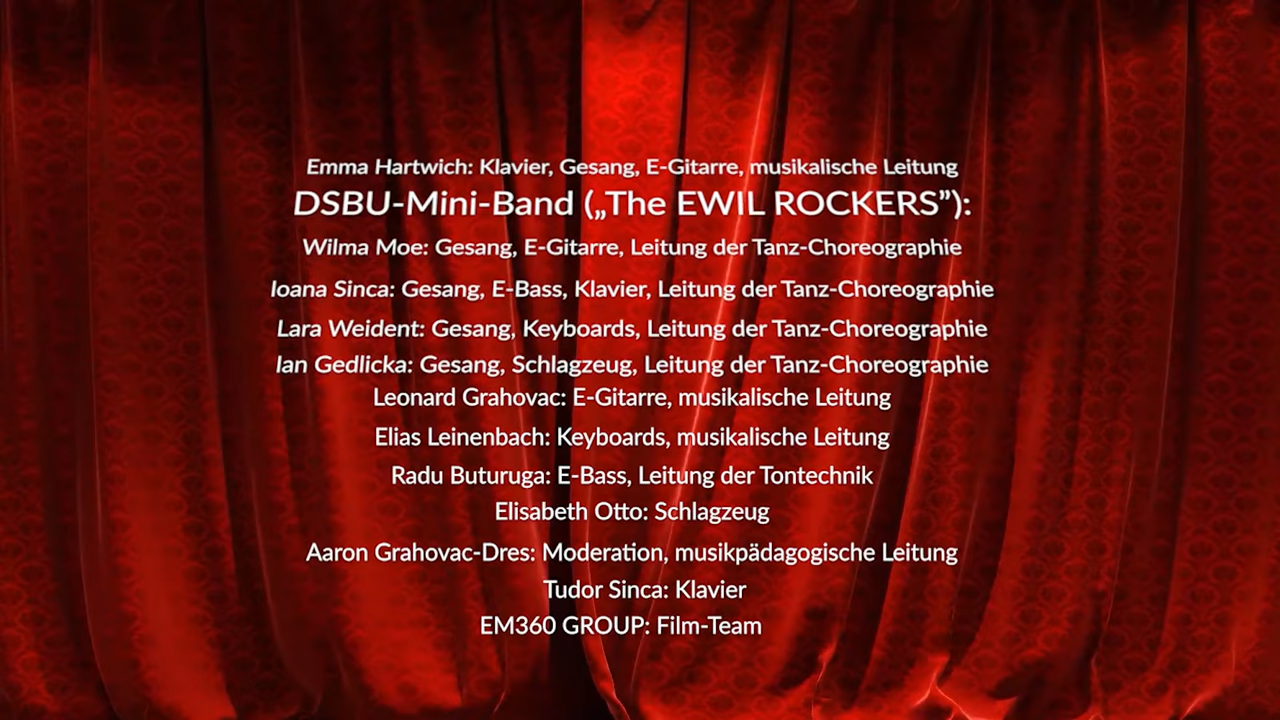 Emma Hartwich: Klavier, Gesang, E-Gitarre, musikalische Leitung
DSBU-Mini-Band („The EWIL ROCKERS”):
Wilma Moe: Gesang, E-Gitarre, Leitung der Tanz-Choreographie
Ioana Sinca: Gesang, E-Bass, Klavier, Leitung der Tanz-Choreographie
Lara Weident: Gesang, Keyboards, Leitung der Tanz-Choreographie
Ian Gedlicka: Gesang, Schlagzeug, Leitung der Tanz-Choreographie
Leonard Grahovac: E-Gitarre, musikalische Leitung
Elias Leinenbach: Keyboards, musikalische Leitung
Radu Buturuga: E-Bass, Leitung der Tontechnik
Elisabeth Otto: Schlagzeug
Aaron Grahovac-Dres: Moderation, musikpädagogische Leitung
Tudor Sinca: Klavier
EM360 GROUP: Film-Team